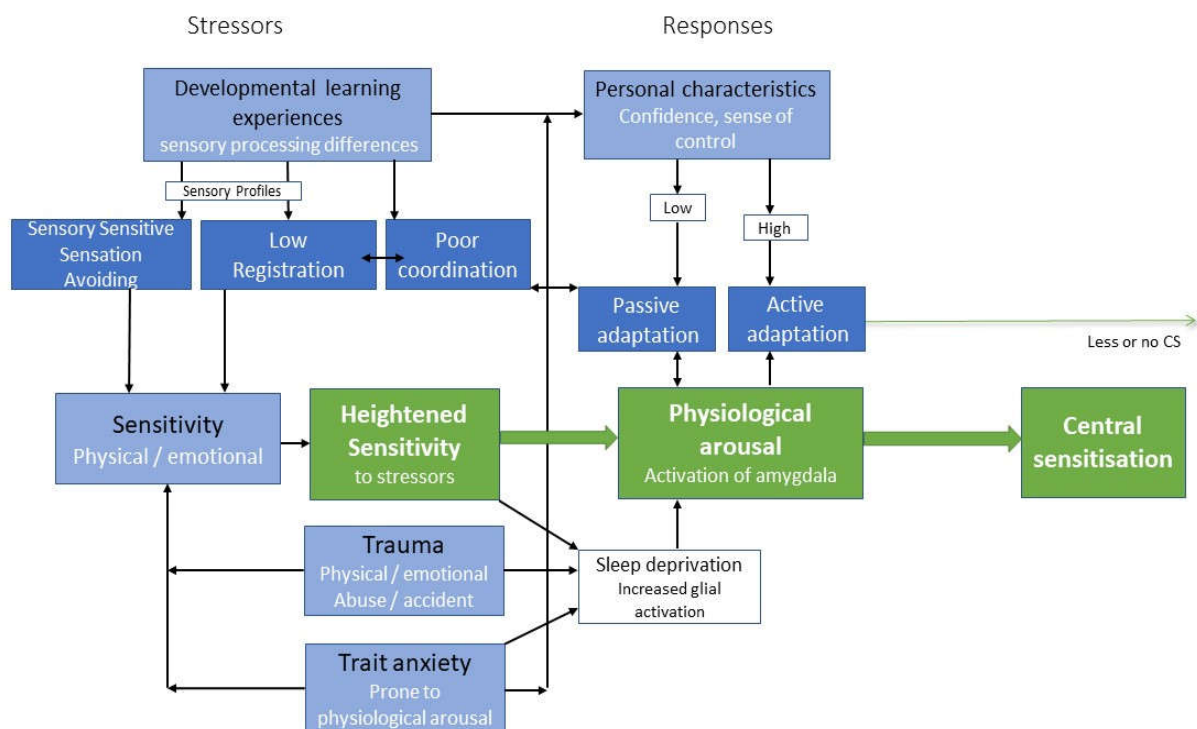 Stressors
Responses
Developmental learning
experiences
sensory processing differences
Personal characteristics
Confidence, sense of
control
Sensory Profiles
Low
High
Sensory Sensitive
Sensation
Avoiding
Low
Registration
Poor
coordination
Passive
adaptation
Active
adaptation
Less or no CS
Sensitivity
Physical / emotional
Heightened
Sensitivity
to stressors
Physiological
arousal
Activation of amygdala
Central
sensitisation
Trauma
Physical / emotional
Abuse / accident
Sleep deprivation
Increased glial
activation
Trait anxiety
Prone to
physiological arousal